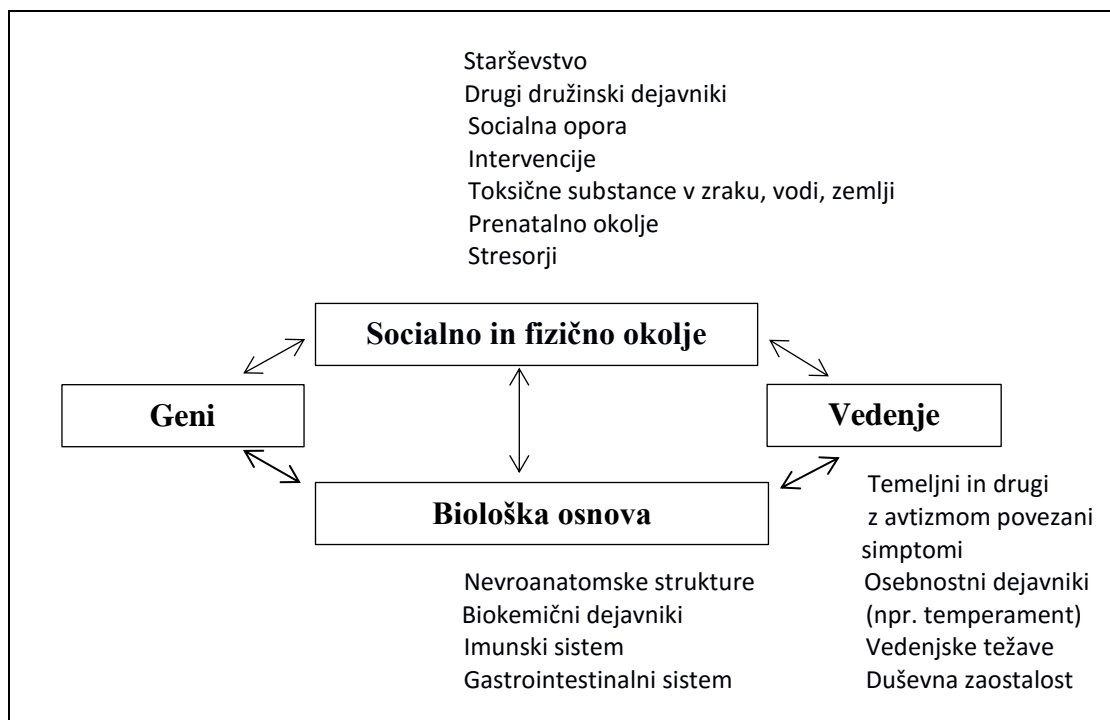 Starševstvo
Drugi družinski dejavniki
Socialna opora
Intervencije
Toksične substance v zraku, vodi, zemlji
Prenatalno okolje
Stresorji
Socialno in fizično okolje
Geni
Vedenje
Biološka osnova
Temeljni in drugi
z avtizmom povezani
simptomi
Osebnostni dejavniki
(npr. temperament)
Vedenjske težave
Duševna zaostalost
Nevroanatomske strukture
Biokemični dejavniki
Imunski sistem
Gastrointestinalni sistem